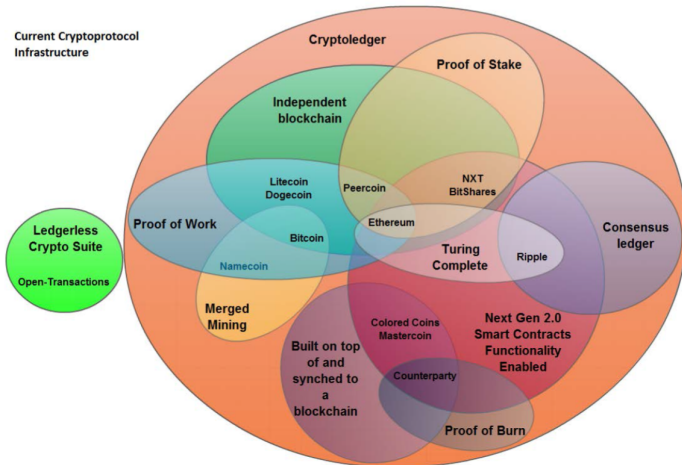 Current Cryptoprotocol
Infrastructure
Cryptoledger
Proof of Stake
Independent
blockchain
Litecoin
Dogecoin
Peercoin
NXT
BitShares
Proof of Work
Ethereum
Bitcoin
Turing
Complete
Ripple
Consensus
ledger
Ledgerless
Crypto Suite
Open-Transactions
Namecoin
Merged
Mining
Colored Coins
Mastercoin
Next Gen 2.0
Smart Contracts
Functionality
Enabled
Built on top
of and
synched to
a
blockchain
Counterparty
Proof of Burn